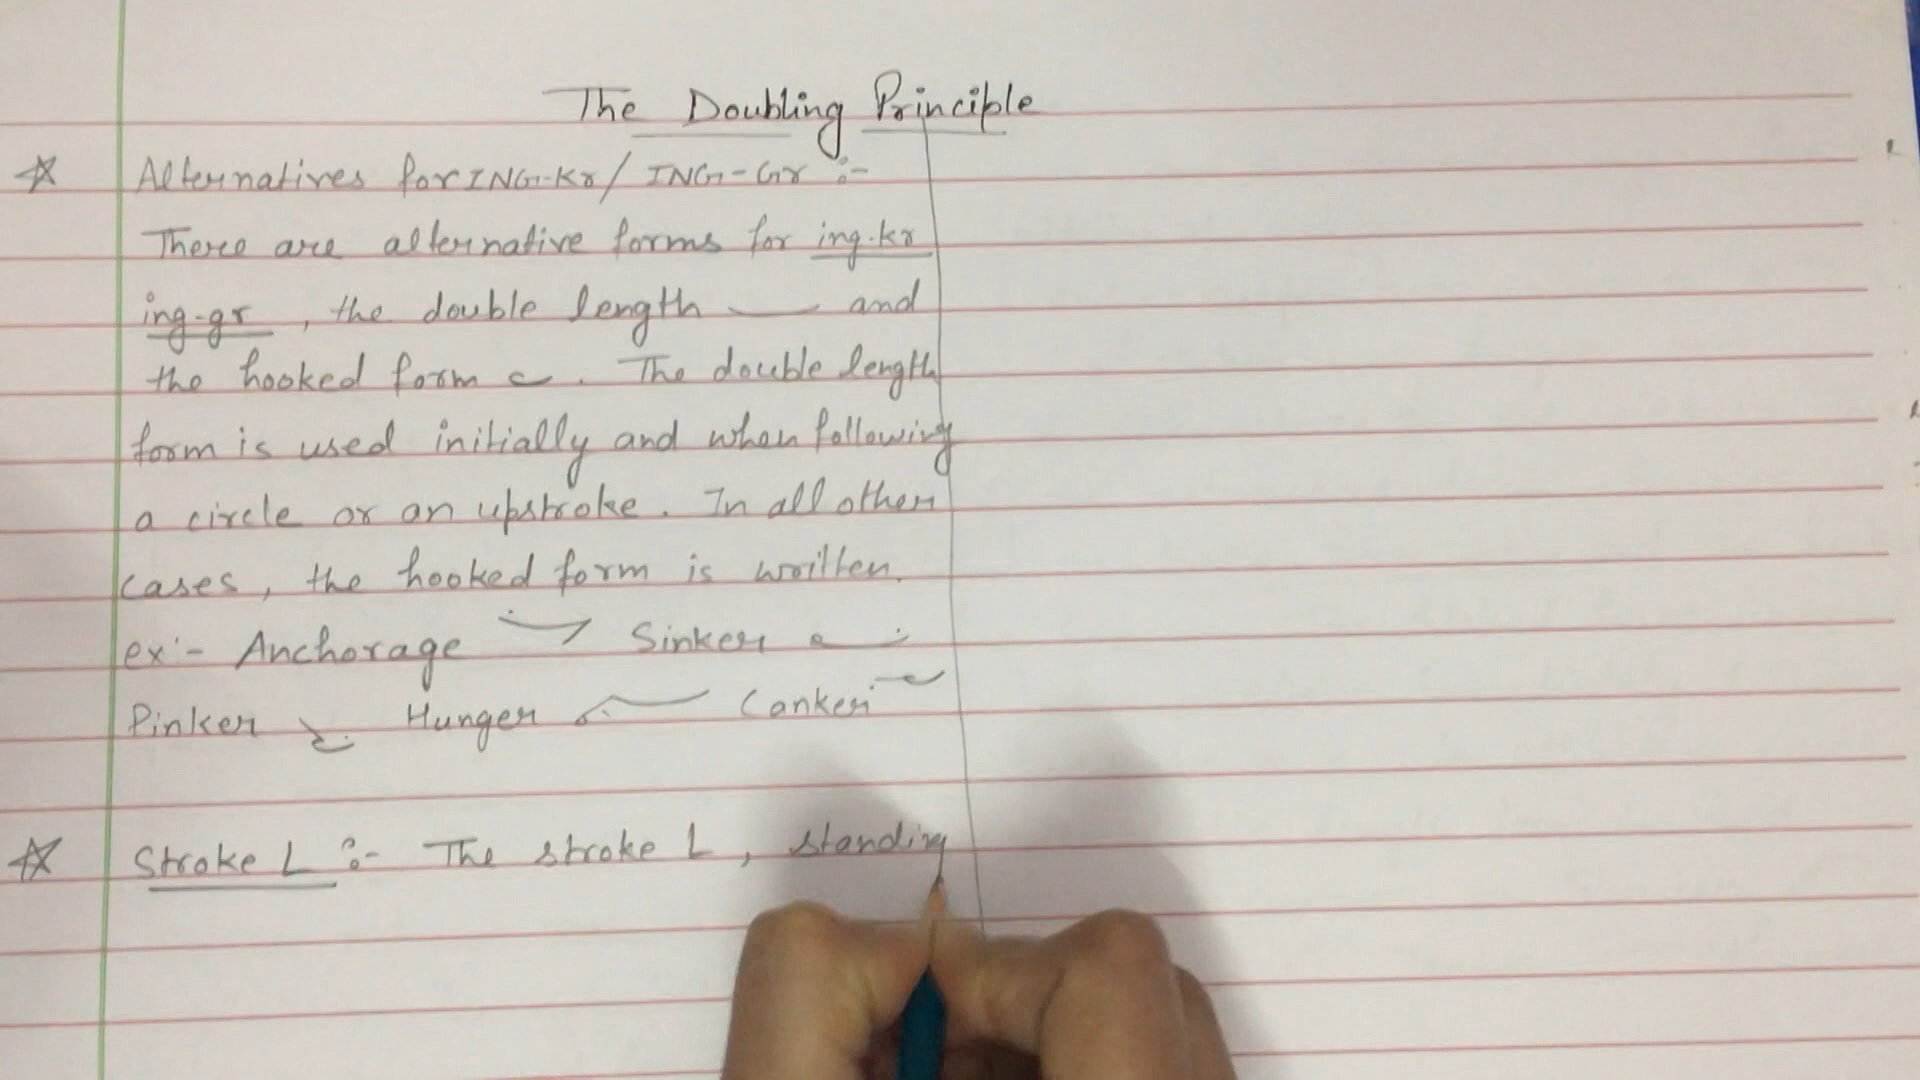 The Doubling Principle
Alternatives for ING-Kr / ING-Gr :-
There are alternative forms for ing-kr
ing-gr , the double length and
the hooked form . The double length
form is used initially and when following
a circle or an upstroke. In all other
cases, the hooked form is written.
ex:- Anchorage Sinker
Pinker Hunger Canker
Stroke L :- The stroke L , standing